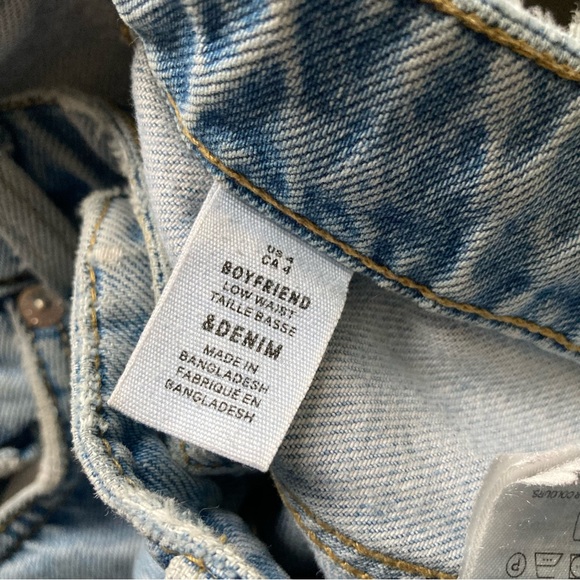 US 4
CA 4
BOYFRIEND
LOW WAIST
TAILLE BASSE
&DENIM
MADE IN
BANGLADESH
FABRIQUÉ EN
BANGLADESH
P